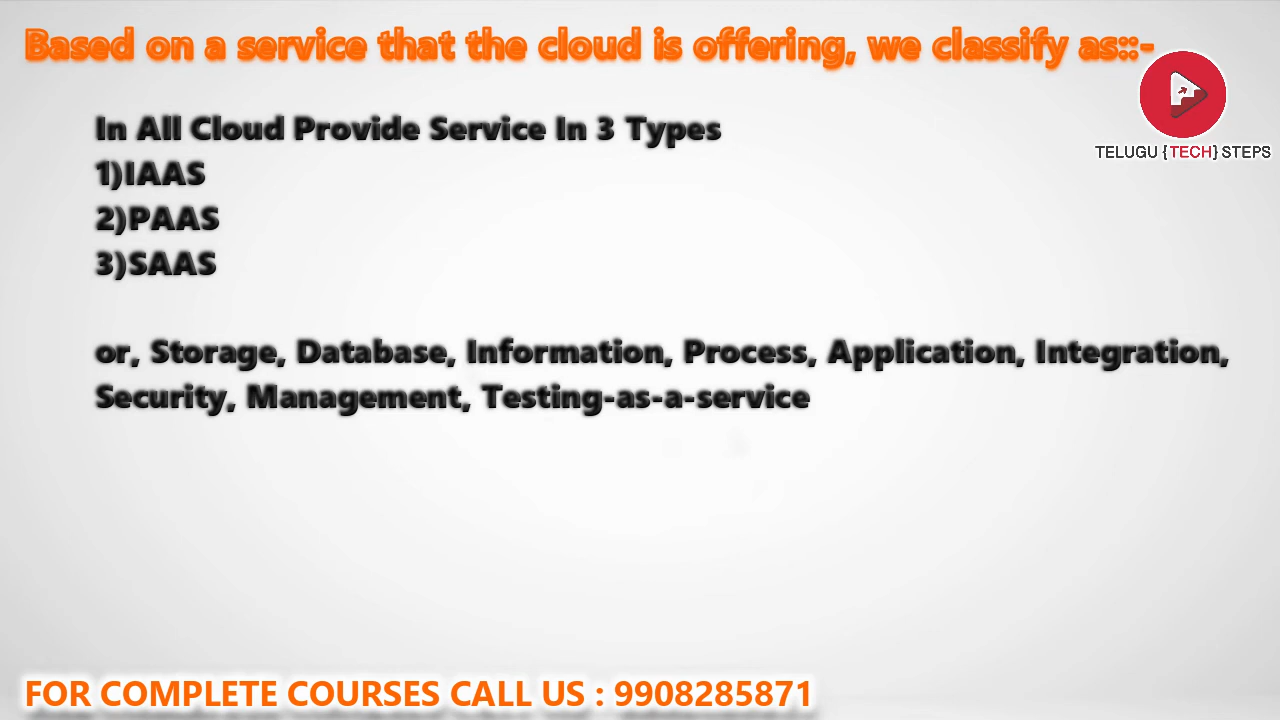 Based on a service that the cloud is offering, we classify as::-
TELUGU {TECH} STEPS
In All Cloud Provide Service In 3 Types
1)IAAS
2)PAAS
3)SAAS
or, Storage, Database, Information, Process, Application, Integration,
Security, Management, Testing-as-a-service
FOR COMPLETE COURSES CALL US : 9908285871